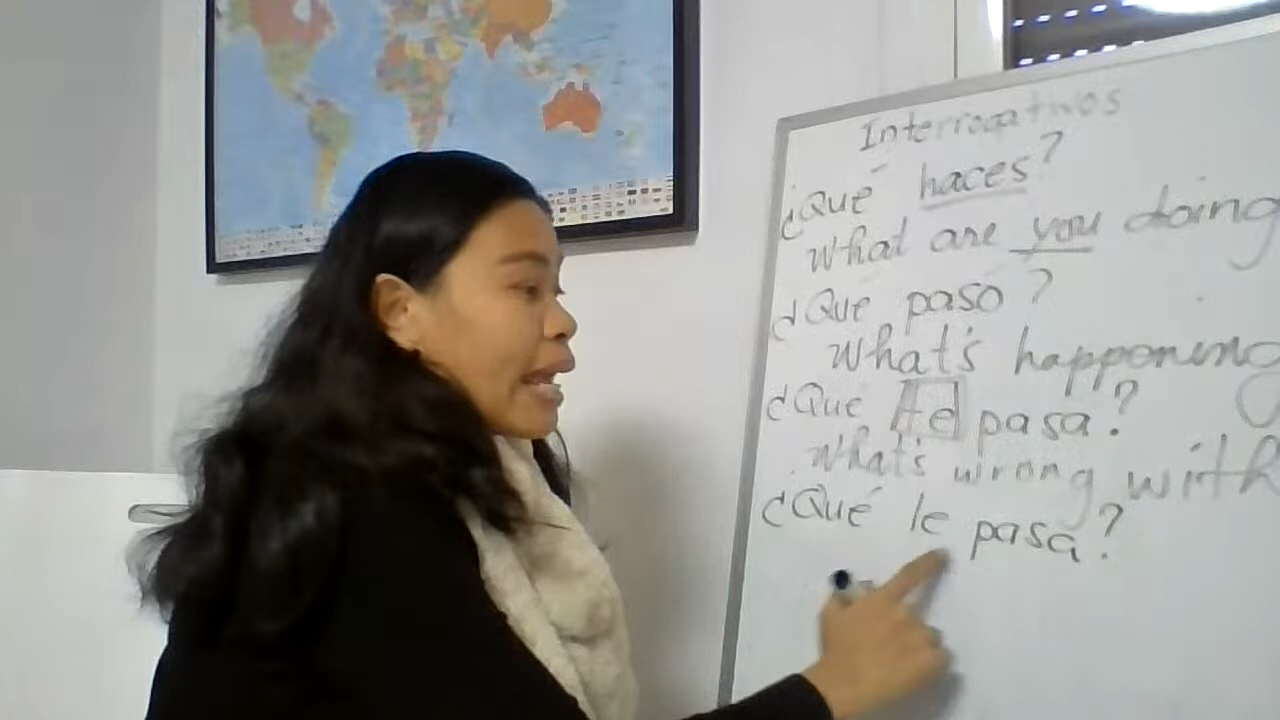 Interrogativos
¿Qué haces?
What are you doing
¿Que paso?
What's happening
¿Que te pasa?
What's wrong with
¿Qué le pasa?